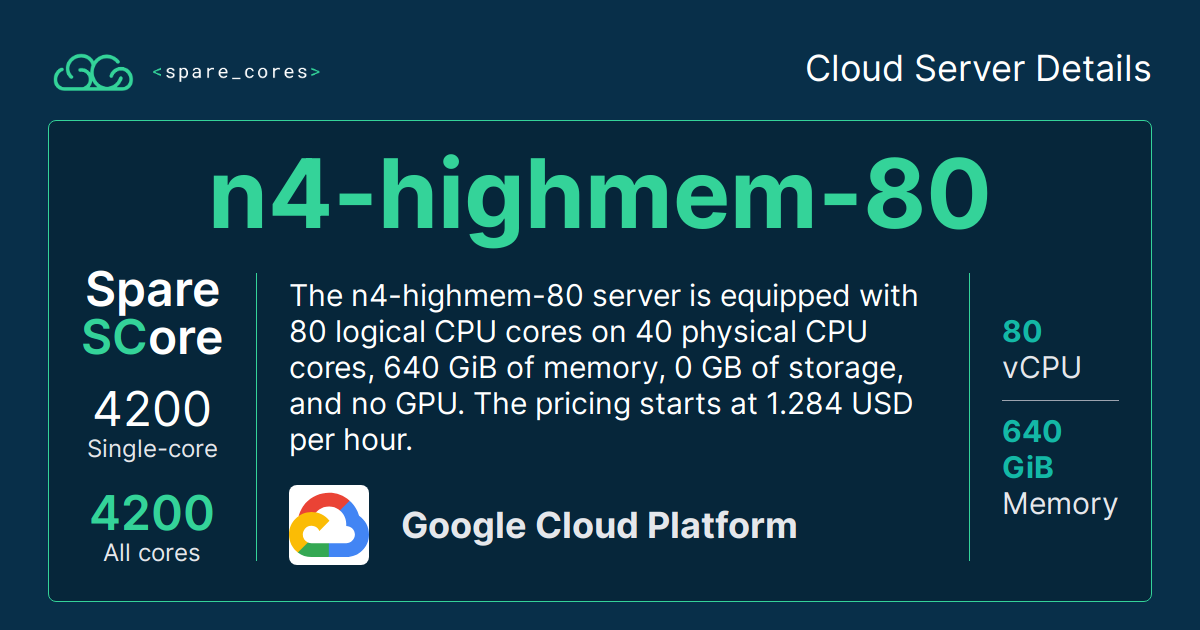 <spare_cores>
Cloud Server Details
n4-highmem-80
Spare
SCore
4200
Single-core
4200
All cores
The n4-highmem-80 server is equipped with
80 logical CPU cores on 40 physical CPU
cores, 640 GiB of memory, 0 GB of storage,
and no GPU. The pricing starts at 1.284 USD
per hour.
Google Cloud Platform
80
vCPU
640
GiB
Memory